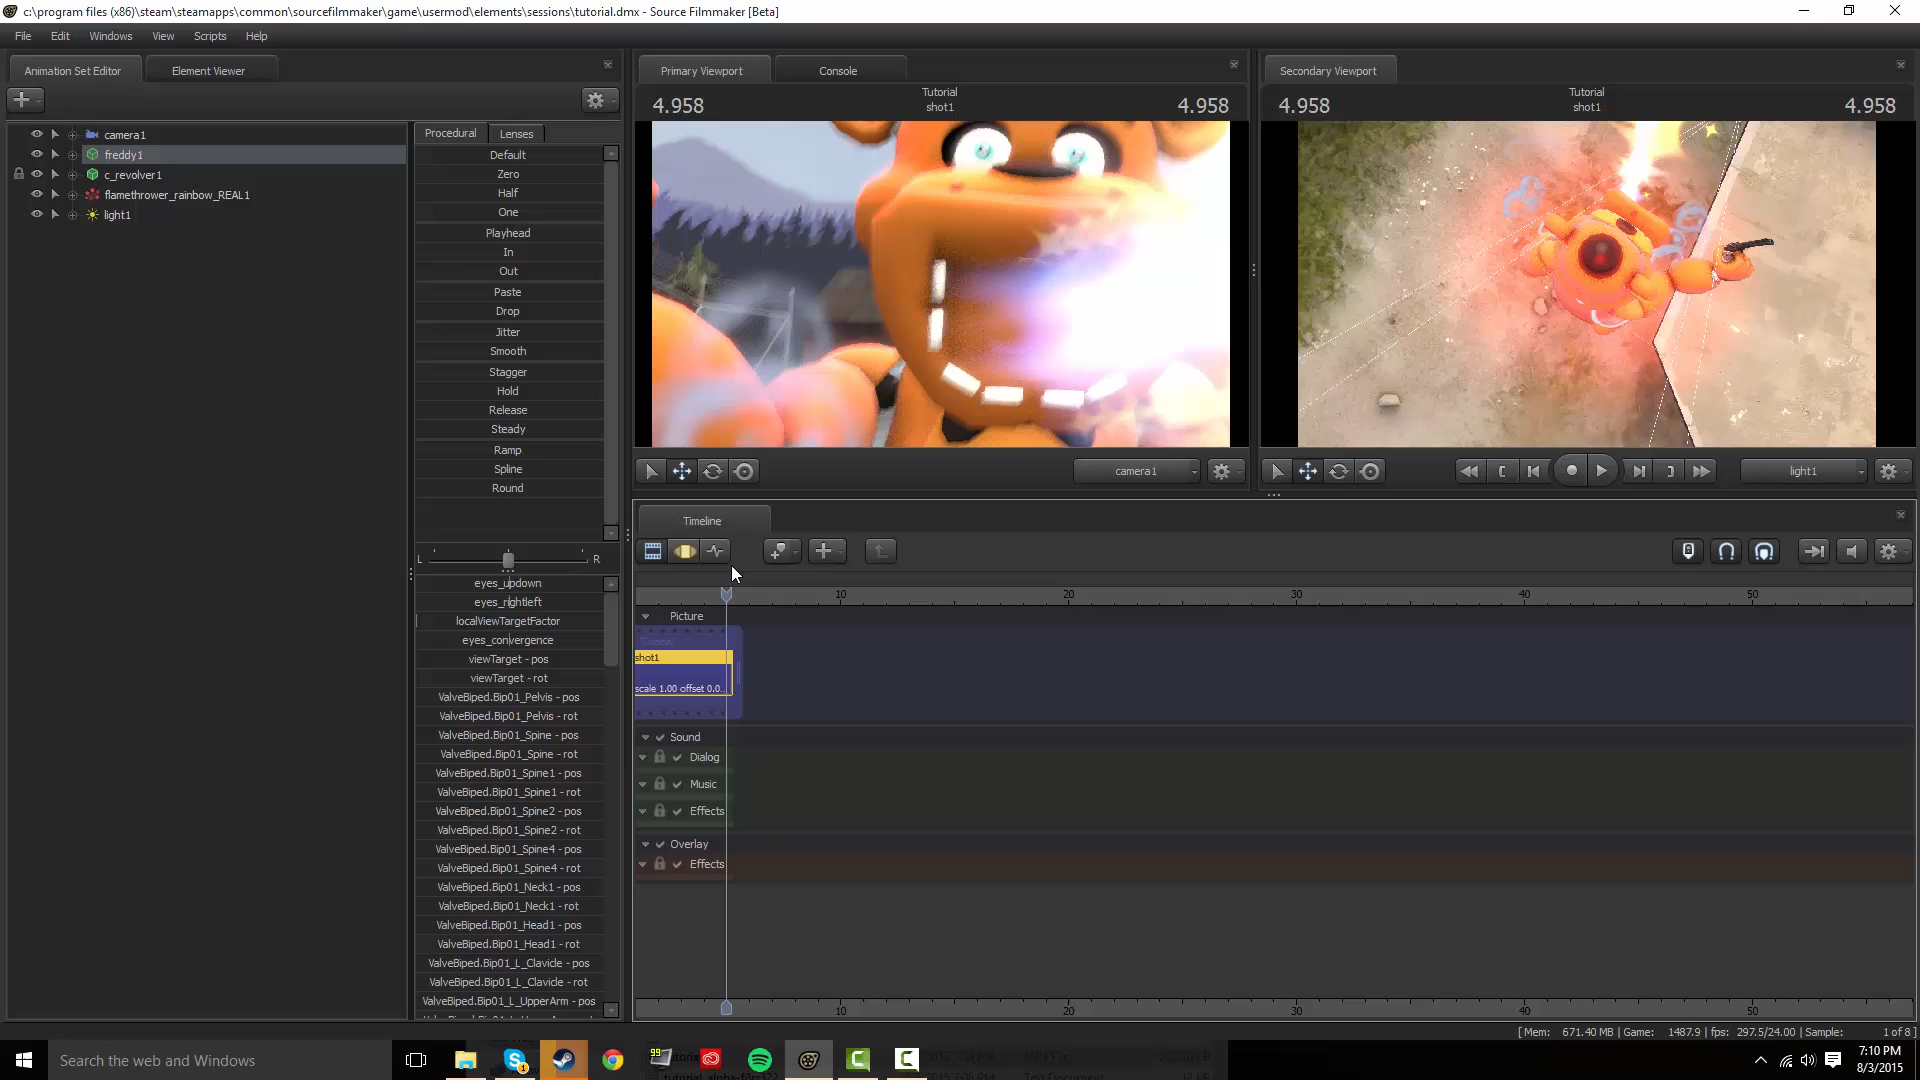 c:\program files (x86)\steam\steamapps\common\sourcefilmmaker\game\usermod\elements\sessions\tutorial.dmx - Source Filmmaker [Beta]
File Edit Windows View Scripts Help
Animation Set Editor Element Viewer
Primary Viewport Console
Secondary Viewport
4.958 Tutorial shot1 4.958
4.958 Tutorial shot1 4.958
camera1
freddy1
c_revolver1
flamethrower_rainbow_REAL1
light1
Procedural Lenses
Default
Zero
Half
One
Playhead
In
Out
Paste
Drop
Jitter
Smooth
Stagger
Hold
Release
Steady
Ramp
Spline
Round
L R
eyes_updown
eyes_rightleft
localViewTargetFactor
eyes_convergence
viewTarget - pos
viewTarget - rot
ValveBiped.Bip01_Pelvis - pos
ValveBiped.Bip01_Pelvis - rot
ValveBiped.Bip01_Spine - pos
ValveBiped.Bip01_Spine - rot
ValveBiped.Bip01_Spine1 - pos
ValveBiped.Bip01_Spine1 - rot
ValveBiped.Bip01_Spine2 - pos
ValveBiped.Bip01_Spine2 - rot
ValveBiped.Bip01_Spine4 - pos
ValveBiped.Bip01_Spine4 - rot
ValveBiped.Bip01_Neck1 - pos
ValveBiped.Bip01_Neck1 - rot
ValveBiped.Bip01_Head1 - pos
ValveBiped.Bip01_Head1 - rot
ValveBiped.Bip01_L_Clavicle - pos
ValveBiped.Bip01_L_Clavicle - rot
ValveBiped.Bip01_L_UpperArm - pos
camera1
light1
Timeline
10 20 30 40 50
Picture
Tutorial
shot1
scale 1.00 offset 0.0...
Sound
Dialog
Music
Effects
Overlay
Effects
10 20 30 40 50
[ Mem: 671.40 MB | Game: 1487.9 | fps: 297.5/24.00 | Sample: 1 of 8 ]
Search the web and Windows
99
7:10 PM
8/3/2015